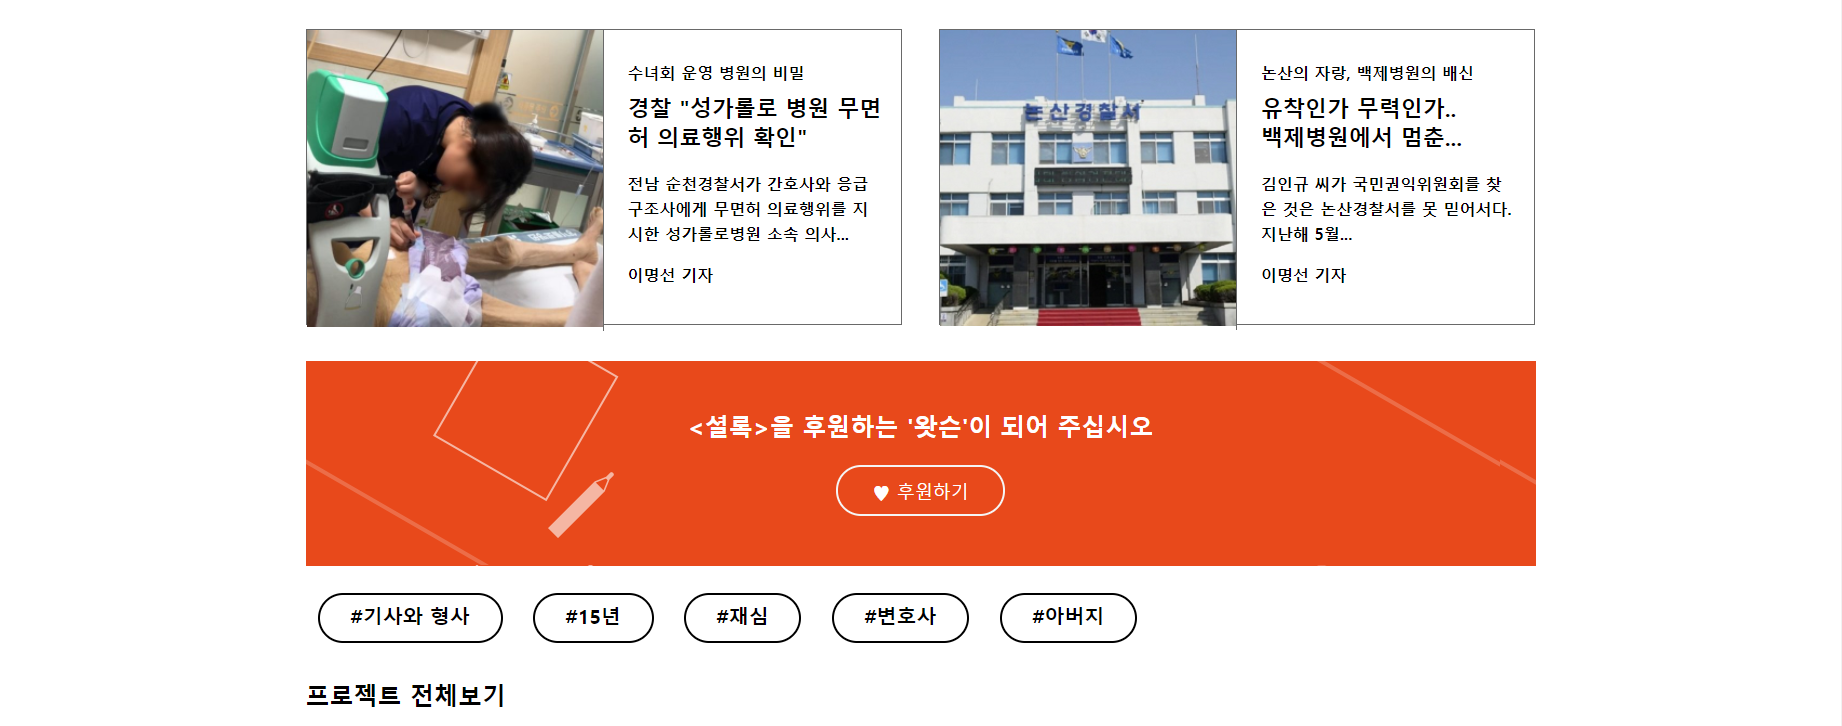 수녀회 운영 병원의 비밀
경찰 "성가롤로 병원 무면
허 의료행위 확인"
전남 순천경찰서가 간호사와 응급
구조사에게 무면허 의료행위를 지
시한 성가롤로병원 소속 의사...
이명선 기자
논산경찰서
논산의 자랑, 백제병원의 배신
유착인가 무력인가..
백제병원에서 멈춘...
김인규 씨가 국민권익위원회를 찾
은 것은 논산경찰서를 못 믿어서다.
지난해 5월...
이명선 기자
<셜록>을 후원하는 '왓슨'이 되어 주십시오
후원하기
#기사와 형사
#15년
#재심
#변호사
#아버지
프로젝트 전체보기